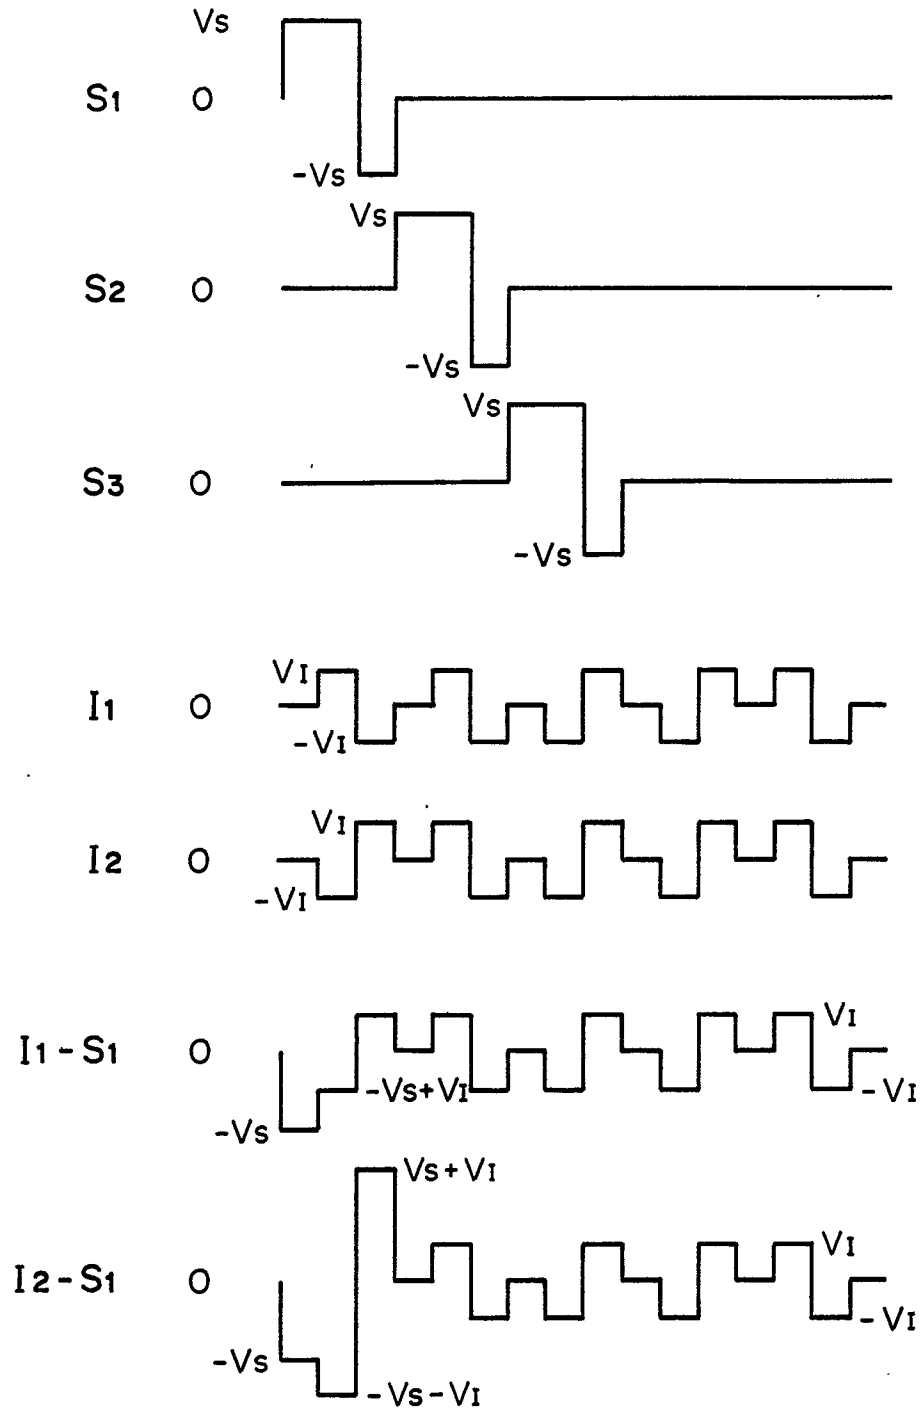 Vs
S1 0
-Vs
Vs
S2 0
-Vs
Vs
S3 0
-Vs
VI
I1 0
-VI
VI
I2 0
-VI
VI
I1-S1 0
-Vs+VI
-VI
-Vs
Vs+VI
VI
I2-S1 0
-VI
-Vs
-Vs-VI